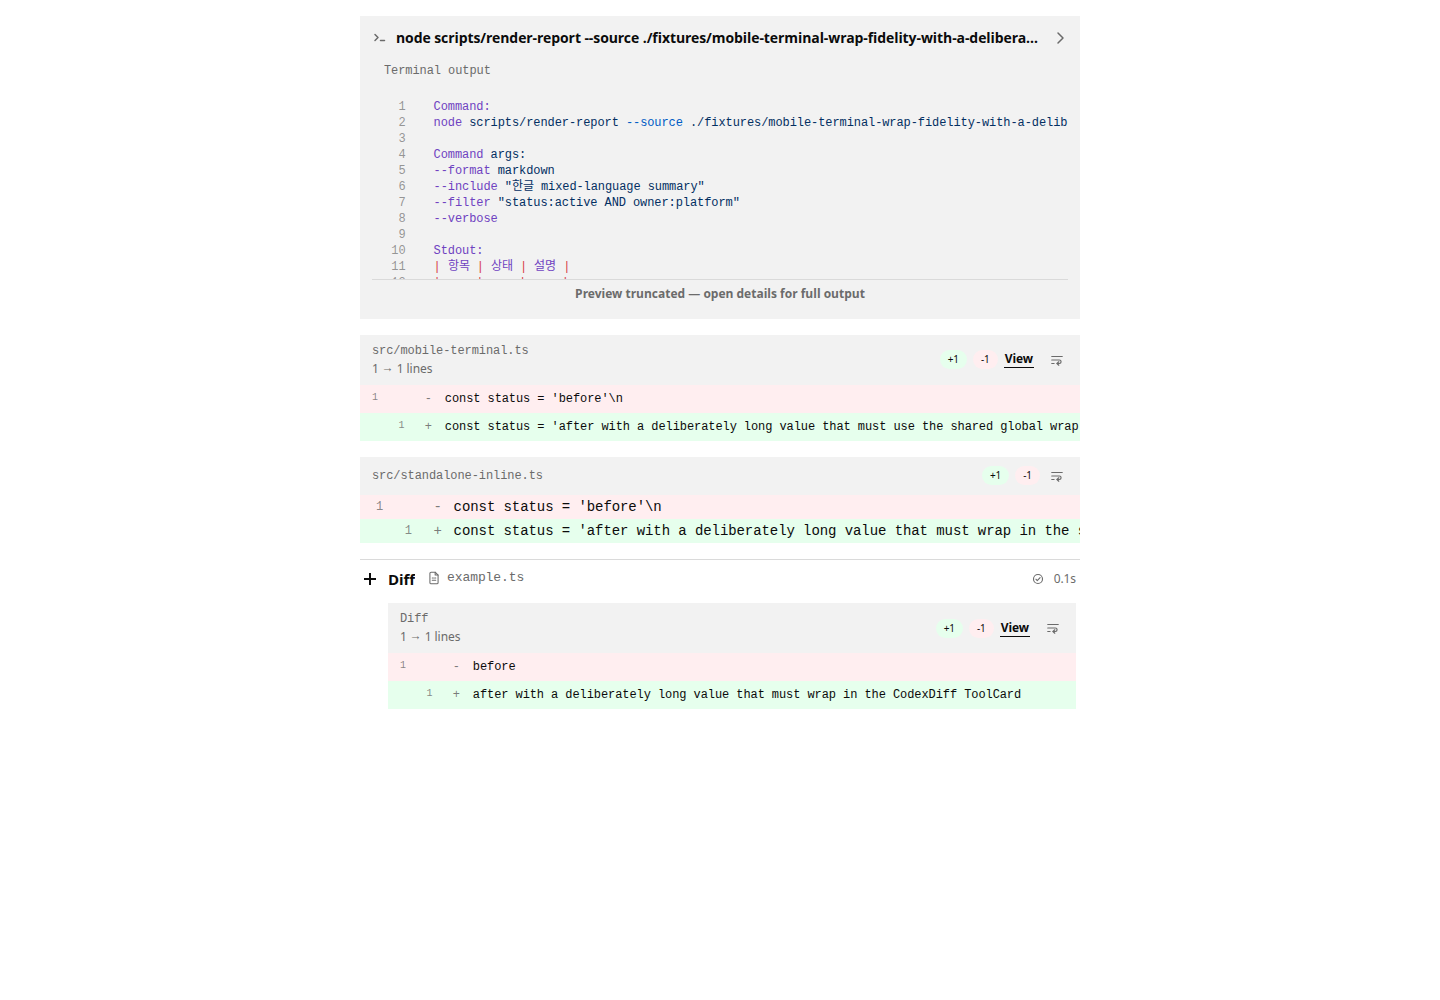 node scripts/render-report --source ./fixtures/mobile-terminal-wrap-fidelity-with-a-delibera...
Terminal output
1 Command:
2 node scripts/render-report --source ./fixtures/mobile-terminal-wrap-fidelity-with-a-delib
3
4 Command args:
5 --format markdown
6 --include "한글 mixed-language summary"
7 --filter "status:active AND owner:platform"
8 --verbose
9
10 Stdout:
11 | 항목 | 상태 | 설명 |
Preview truncated — open details for full output
src/mobile-terminal.ts
1 → 1 lines
+1 -1 View
1 - const status = 'before'\n
1 + const status = 'after with a deliberately long value that must use the shared global wrap
src/standalone-inline.ts +1 -1
1 - const status = 'before'\n
1 + const status = 'after with a deliberately long value that must wrap in the
Diff example.ts 0.1s
Diff
1 → 1 lines
+1 -1 View
1 - before
1 + after with a deliberately long value that must wrap in the CodexDiff ToolCard